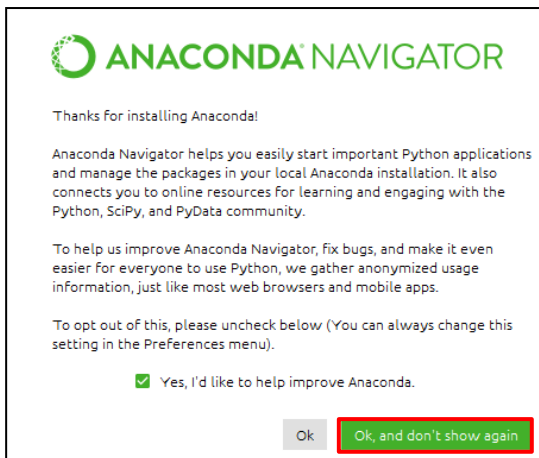 ANACONDA NAVIGATOR
Thanks for installing Anaconda!
Anaconda Navigator helps you easily start important Python applications
and manage the packages in your local Anaconda installation. It also
connects you to online resources for learning and engaging with the
Python, SciPy, and PyData community.
To help us improve Anaconda Navigator, fix bugs, and make it even
easier for everyone to use Python, we gather anonymized usage
information, just like most web browsers and mobile apps.
To opt out of this, please uncheck below (You can always change this
setting in the Preferences menu).
Yes, I'd like to help improve Anaconda.
Ok Ok, and don't show again